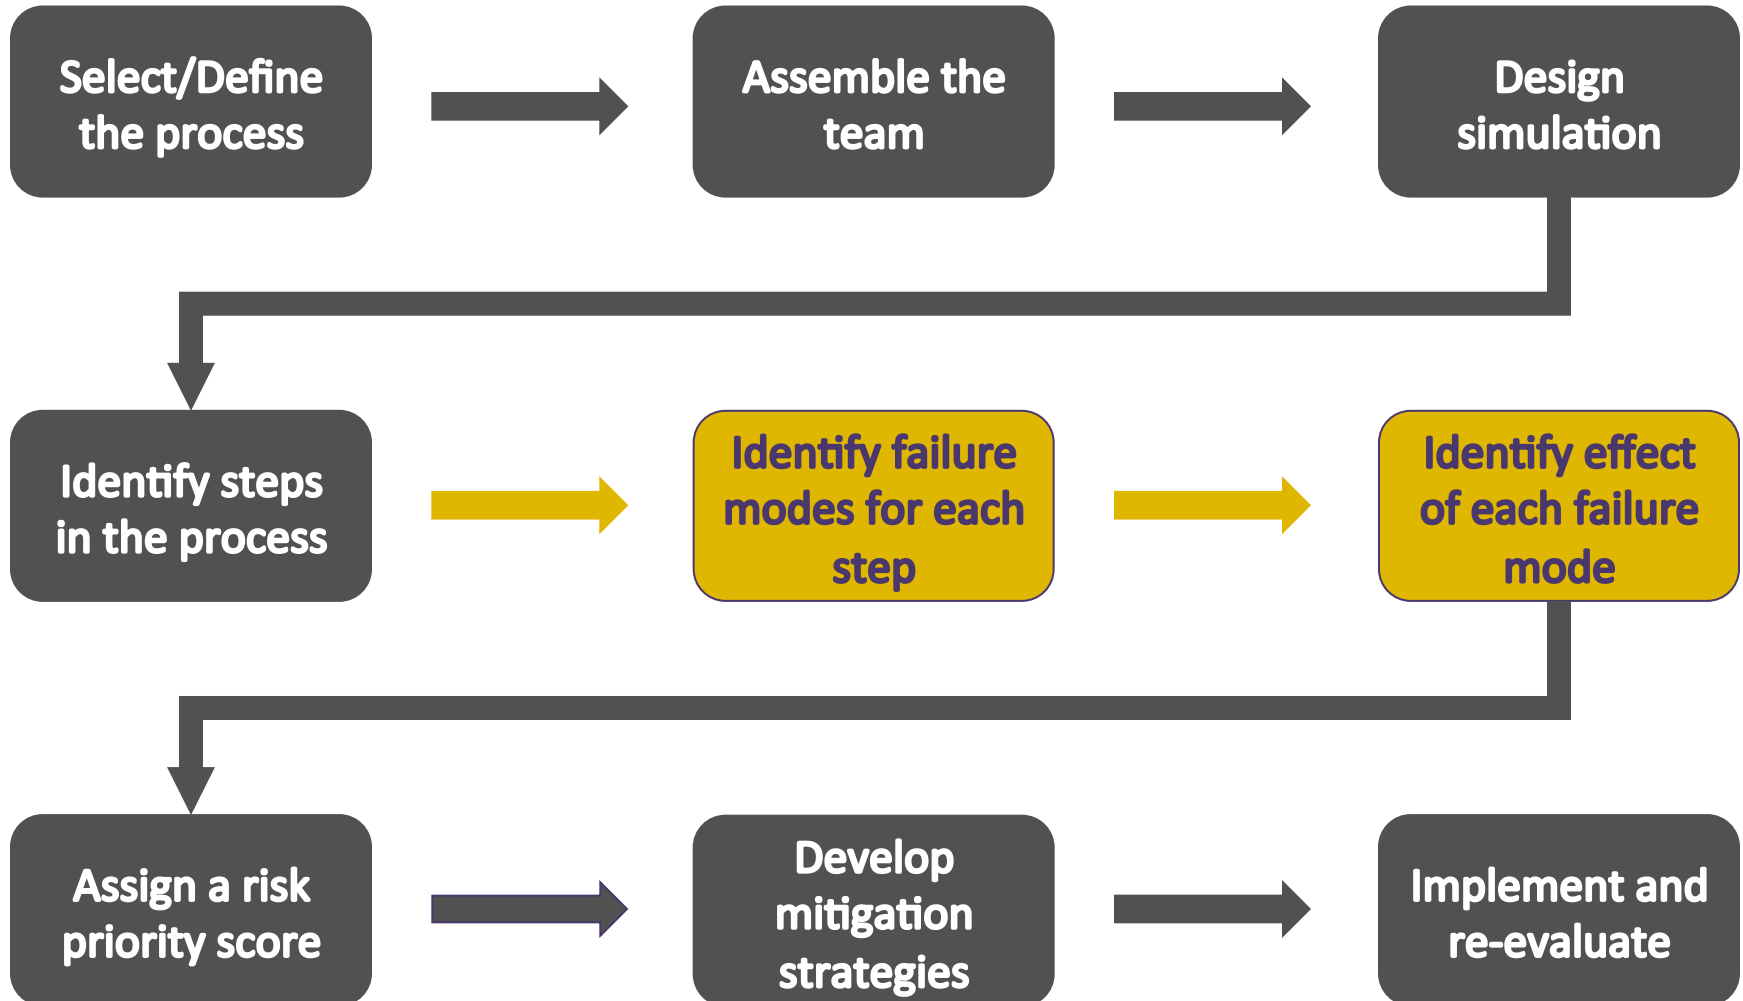 Select/Define
the process
Assemble the
team
Design
simulation
Identify steps
in the process
Identify failure
modes for each
step
Identify effect
of each failure
mode
Assign a risk
priority score
Develop
mitigation
strategies
Implement and
re-evaluate